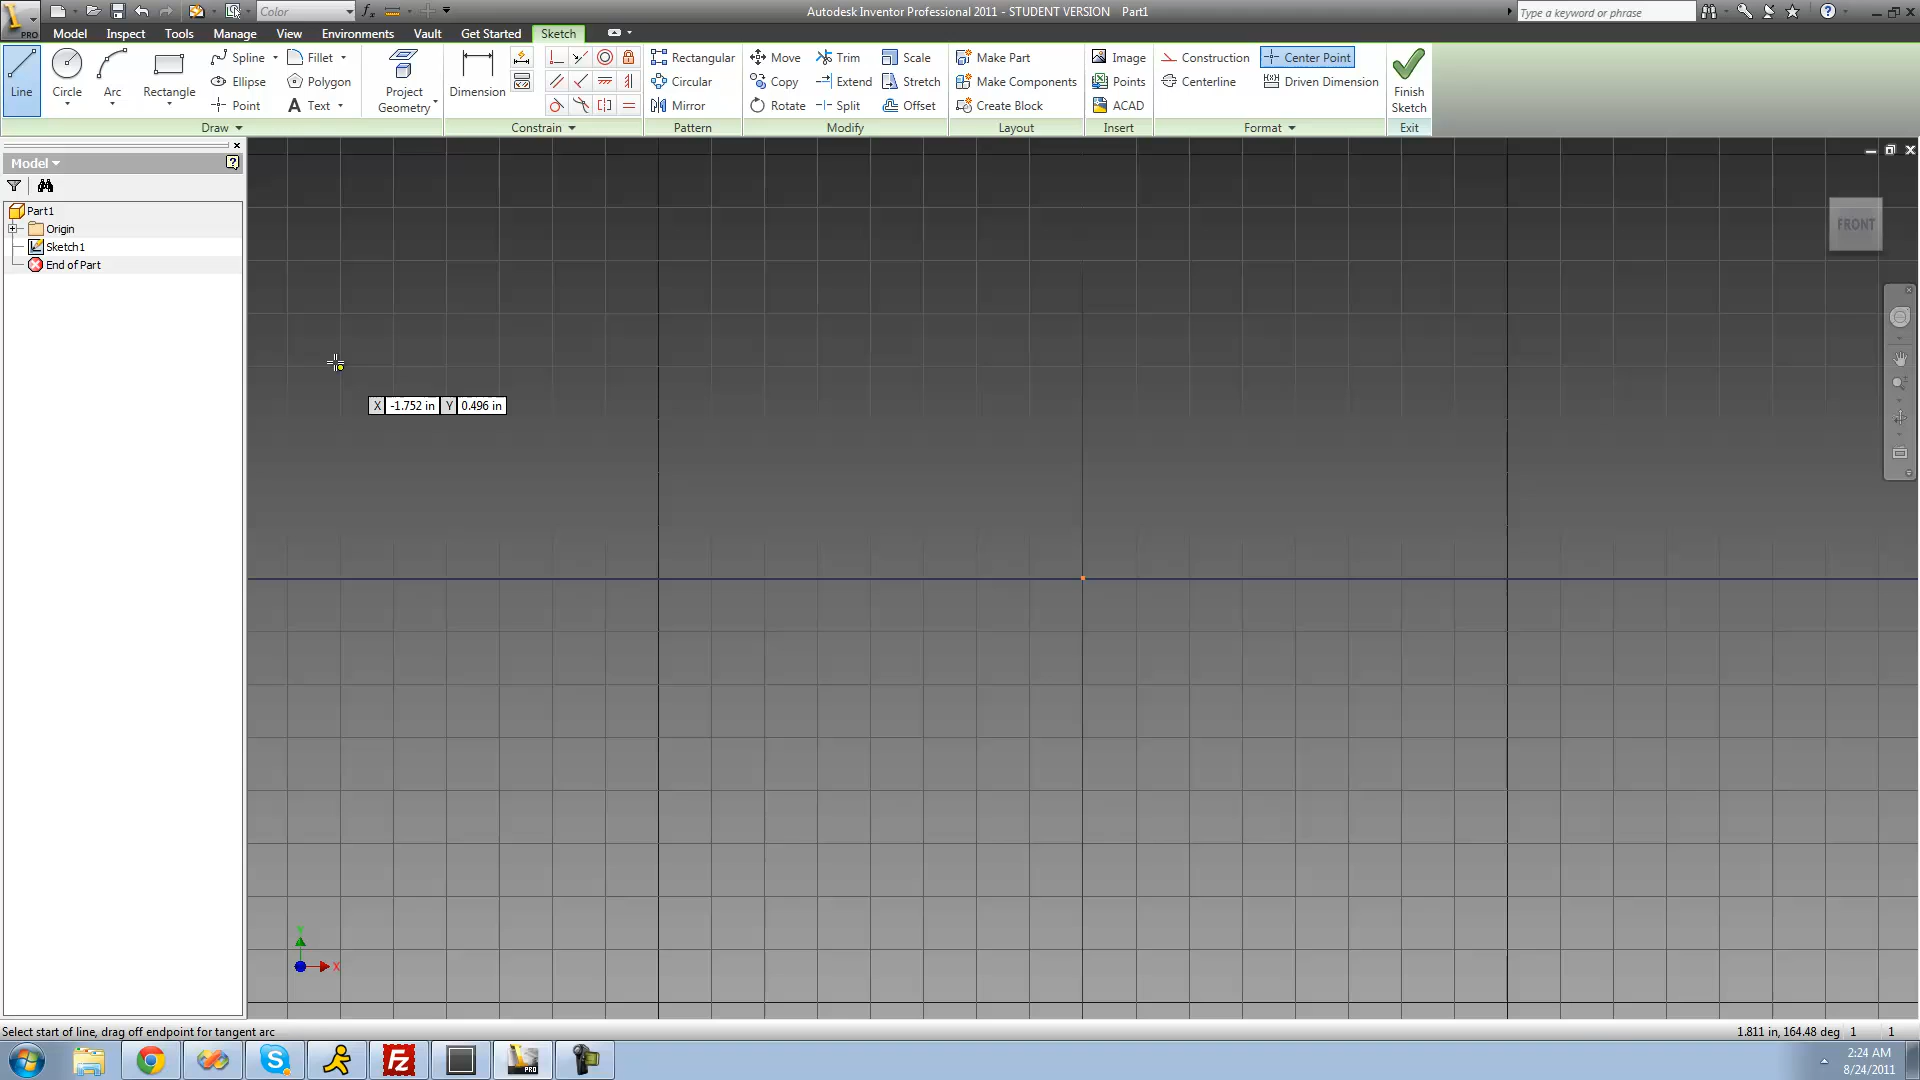 Color
Autodesk Inventor Professional 2011 - STUDENT VERSION Part1
Type a keyword or phrase
PRO
Model Inspect Tools Manage View Environments Vault Get Started Sketch
Line Circle Arc Rectangle
Spline Fillet
Ellipse Polygon
Point A Text
Project Geometry
Dimension
Rectangular Move Trim Scale Make Part Image Construction Center Point
Circular Copy Extend Stretch Make Components Points Centerline Driven Dimension
Mirror Rotate Split Offset Create Block ACAD
Finish Sketch
Draw Constrain Pattern Modify Layout Insert Format Exit
Model
Part1
Origin
Sketch1
End of Part
FRONT
X -1.752 in Y 0.496 in
Y
X
Select start of line, drag off endpoint for tangent arc
1.811 in, 164.48 deg 1 1
Fz
PRO
2:24 AM
8/24/2011